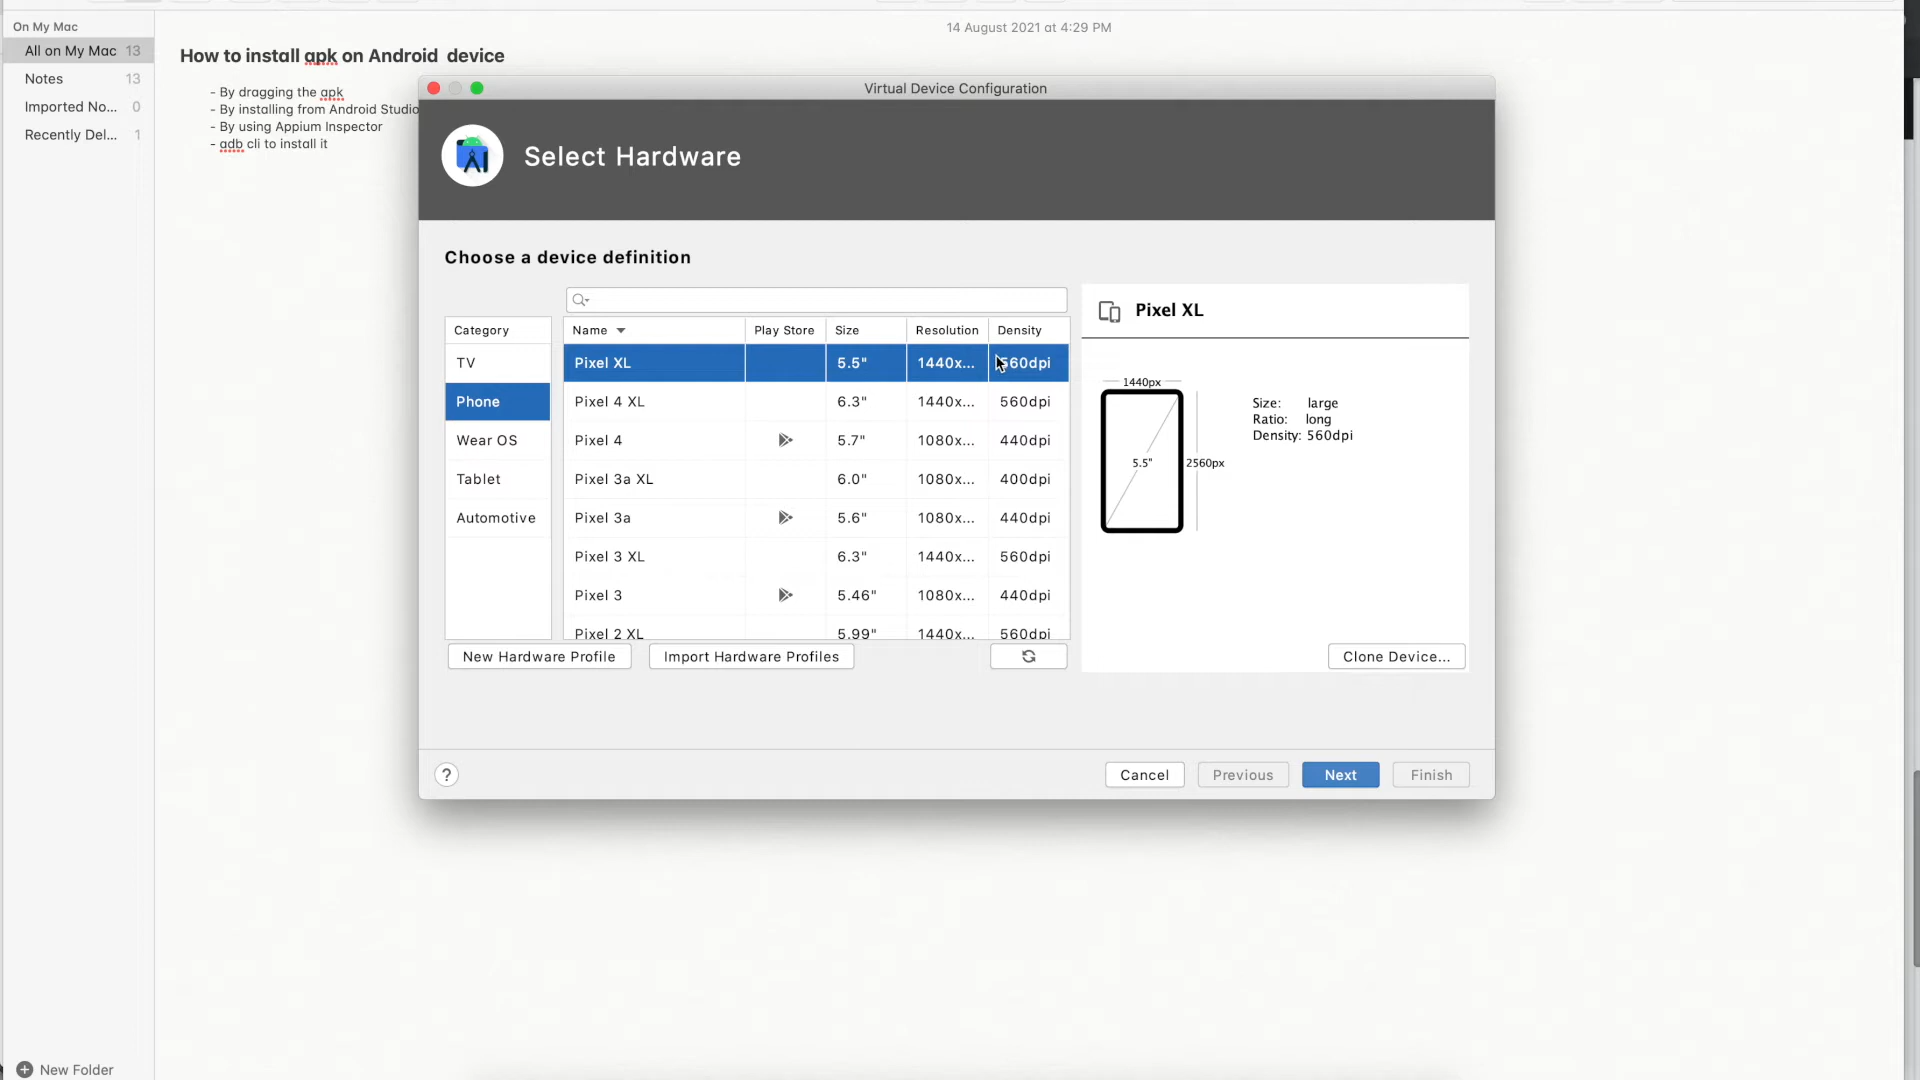 On My Mac
All on My Mac 13
Notes 13
Imported No... 0
Recently Del... 1
New Folder
14 August 2021 at 4:29 PM
How to install apk on Android device
- By dragging the apk
- By installing from Android Studio
- By using Appium Inspector
- adb cli to install it
Virtual Device Configuration
Select Hardware
Choose a device definition
Category
TV
Phone
Wear OS
Tablet
Automotive
Name Play Store Size Resolution Density
Pixel XL 5.5" 1440x... 560dpi
Pixel 4 XL 6.3" 1440x... 560dpi
Pixel 4 5.7" 1080x... 440dpi
Pixel 3a XL 6.0" 1080x... 400dpi
Pixel 3a 5.6" 1080x... 440dpi
Pixel 3 XL 6.3" 1440x... 560dpi
Pixel 3 5.46" 1080x... 440dpi
Pixel 2 XL 5.99" 1440x... 560dpi
New Hardware Profile Import Hardware Profiles
Pixel XL
1440px
5.5"
2560px
Size: large
Ratio: long
Density: 560dpi
Clone Device...
? Cancel Previous Next Finish